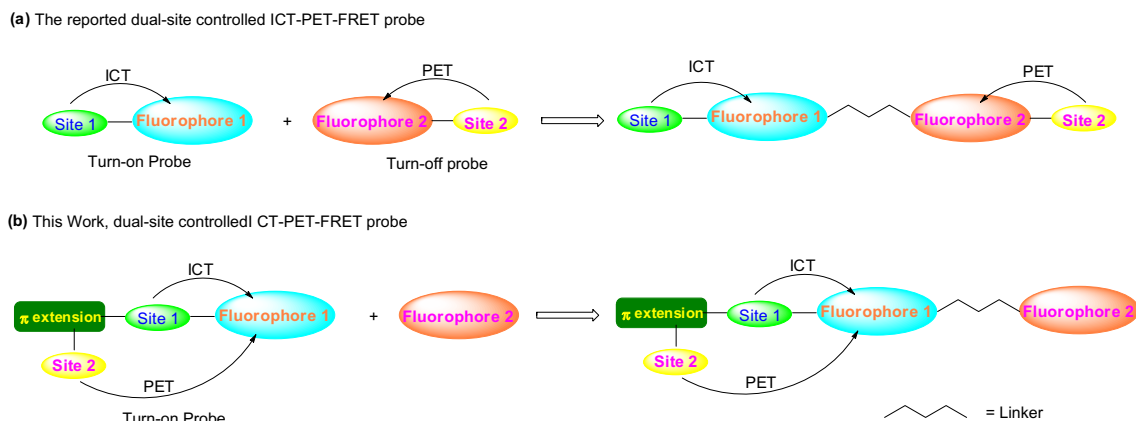 (a) The reported dual-site controlled ICT-PET-FRET probe
ICT
PET
ICT
PET
Site 1
Fluorophore 1
+
Fluorophore 2
Site 2
Site 1
Fluorophore 1
Fluorophore 2
Site 2
Turn-on Probe
Turn-off probe
(b) This Work, dual-site controlledI CT-PET-FRET probe
ICT
ICT
π extension
Site 1
Fluorophore 1
+
Fluorophore 2
π extension
Site 1
Fluorophore 1
Fluorophore 2
Site 2
Site 2
PET
PET
Turn-on Probe
= Linker